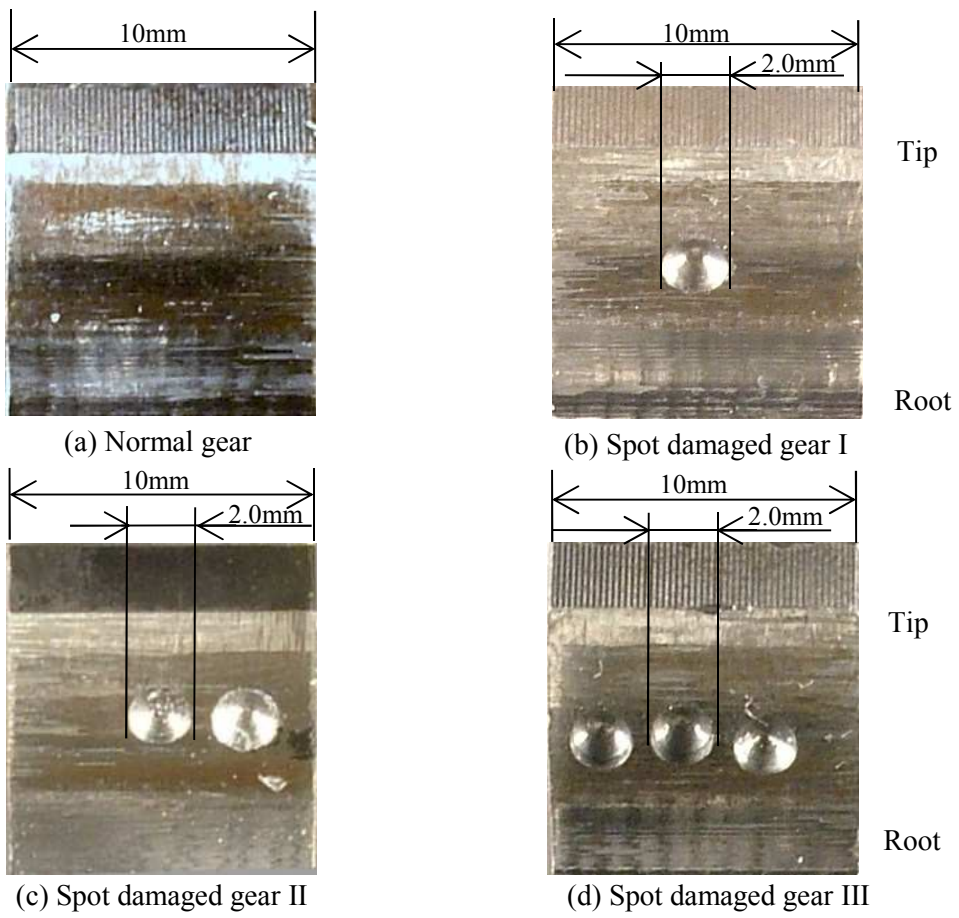 10mm
10mm
2.0mm
Tip
Root
(a) Normal gear
(b) Spot damaged gear I
10mm
2.0mm
10mm
2.0mm
Tip
Root
(c) Spot damaged gear II
(d) Spot damaged gear III